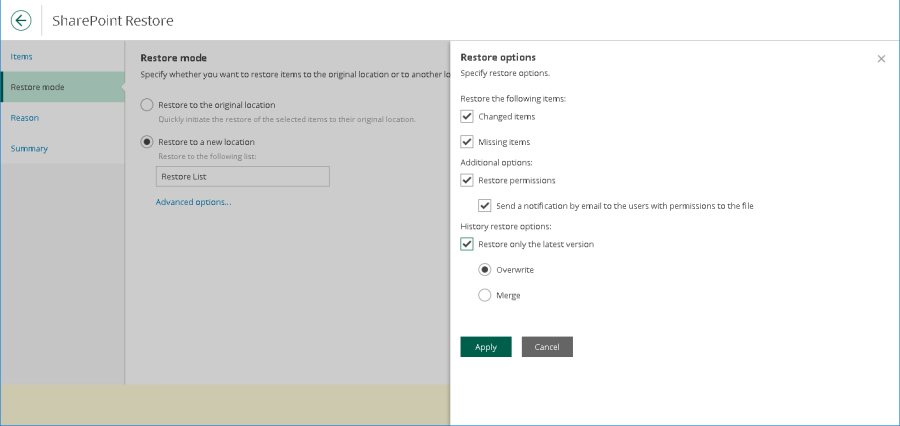 SharePoint Restore
Items
Restore mode
Reason
Summary
Restore mode
Specify whether you want to restore items to the original location or to another lo
Restore to the original location
Quickly initiate the restore of the selected items to their original location.
Restore to a new location
Restore to the following list:
Restore List
Advanced options...
Restore options
Specify restore options.
Restore the following items:
Changed items
Missing items
Additional options:
Restore permissions
Send a notification by email to the users with permissions to the file
History restore options:
Restore only the latest version
Overwrite
Merge
Apply
Cancel